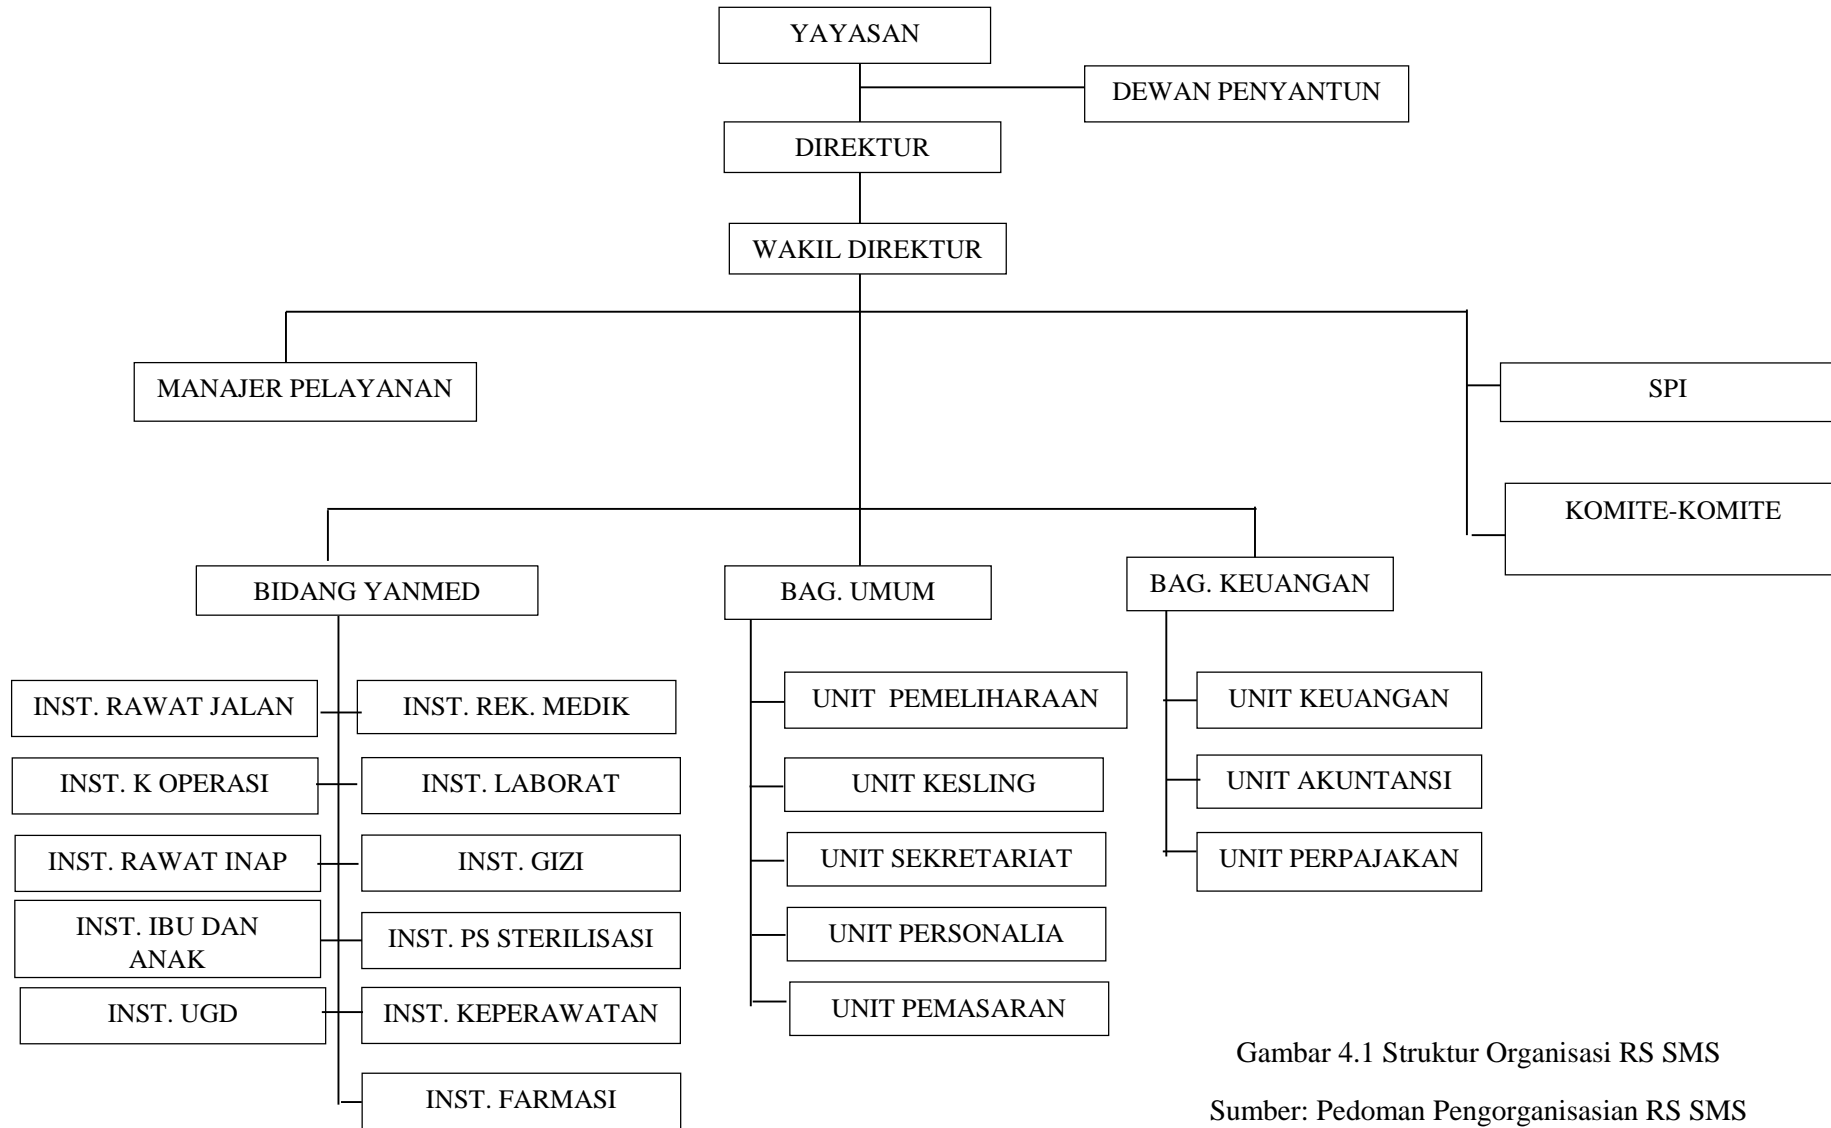 YAYASAN
DEWAN PENYANTUN
DIREKTUR
WAKIL DIREKTUR
MANAJER PELAYANAN
SPI
KOMITE-KOMITE
BIDANG YANMED
BAG. UMUM
BAG. KEUANGAN
INST. RAWAT JALAN
INST. REK. MEDIK
INST. K OPERASI
INST. LABORAT
INST. RAWAT INAP
INST. GIZI
INST. IBU DAN
ANAK
INST. PS STERILISASI
INST. UGD
INST. KEPERAWATAN
INST. FARMASI
UNIT PEMELIHARAAN
UNIT KESLING
UNIT SEKRETARIAT
UNIT PERSONALIA
UNIT PEMASARAN
UNIT KEUANGAN
UNIT AKUNTANSI
UNIT PERPAJAKAN
Gambar 4.1 Struktur Organisasi RS SMS
Sumber: Pedoman Pengorganisasian RS SMS